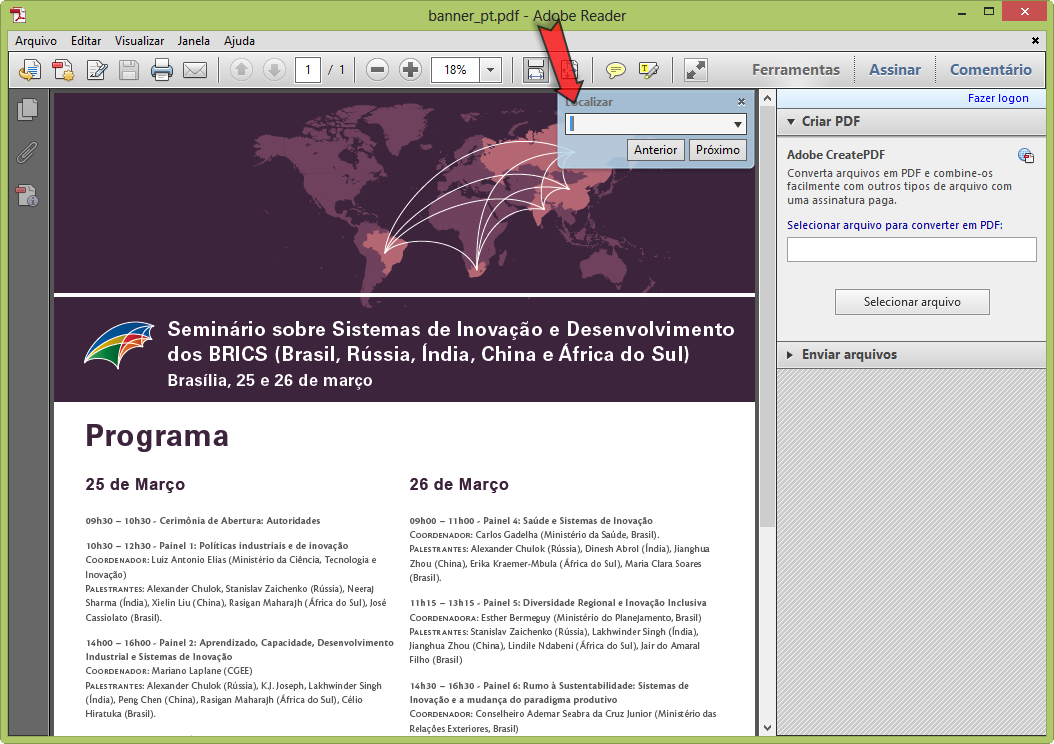 banner_pt.pdf - Adobe Reader
Arquivo Editar Visualizar Janela Ajuda
1 / 1 18% Ferramentas Assinar Comentário
Localizar
Anterior Próximo
Fazer logon
Criar PDF
Adobe CreatePDF
Converta arquivos em PDF e combine-os
facilmente com outros tipos de arquivo com
uma assinatura paga.
Selecionar arquivo para converter em PDF:
Selecionar arquivo
Enviar arquivos
Seminário sobre Sistemas de Inovação e Desenvolvimento
dos BRICS (Brasil, Rússia, Índia, China e África do Sul)
Brasília, 25 e 26 de março
Programa
25 de Março
09h30 – 10h30 - Cerimônia de Abertura: Autoridades
10h30 – 12h30 - Painel 1: Políticas industriais e de inovação
Coordenador: Luiz Antonio Elias (Ministério da Ciência, Tecnologia e
Inovação)
Palestrantes: Alexander Chulok, Stanislav Zaichenko (Rússia), Neeraj
Sharma (Índia), Xielin Liu (China), Rasigan Maharajh (África do Sul), José
Cassiolato (Brasil).
14h00 – 16h00 - Painel 2: Aprendizado, Capacidade, Desenvolvimento
Industrial e Sistemas de Inovação
Coordenador: Mariano Laplane (CGEE)
Palestrantes: Alexander Chulok (Rússia), K.J. Joseph, Lakhwinder Singh
(Índia), Peng Chen (China), Rasigan Maharajh (África do Sul), Célio
Hiratuka (Brasil).
26 de Março
09h00 – 11h00 - Painel 4: Saúde e Sistemas de Inovação
Coordenador: Carlos Gadelha (Ministério da Saúde, Brasil).
Palestrantes: Alexander Chulok (Rússia), Dinesh Abrol (Índia), Jianghua
Zhou (China), Erika Kraemer-Mbula (África do Sul), Maria Clara Soares
(Brasil).
11h15 – 13h15 - Painel 5: Diversidade Regional e Inovação Inclusiva
Coordenadora: Esther Bermeguy (Ministério do Planejamento, Brasil)
Palestrantes: Stanislav Zaichenko (Rússia), Lakhwinder Singh (Índia),
Jianghua Zhou (China), Lindile Ndabeni (África do Sul), Jair do Amaral
Filho (Brasil)
14h30 – 16h30 - Painel 6: Rumo à Sustentabilidade: Sistemas de
Inovação e a mudança do paradigma produtivo
Coordenador: Conselheiro Ademar Seabra da Cruz Junior (Ministério das
Relações Exteriores, Brasil)